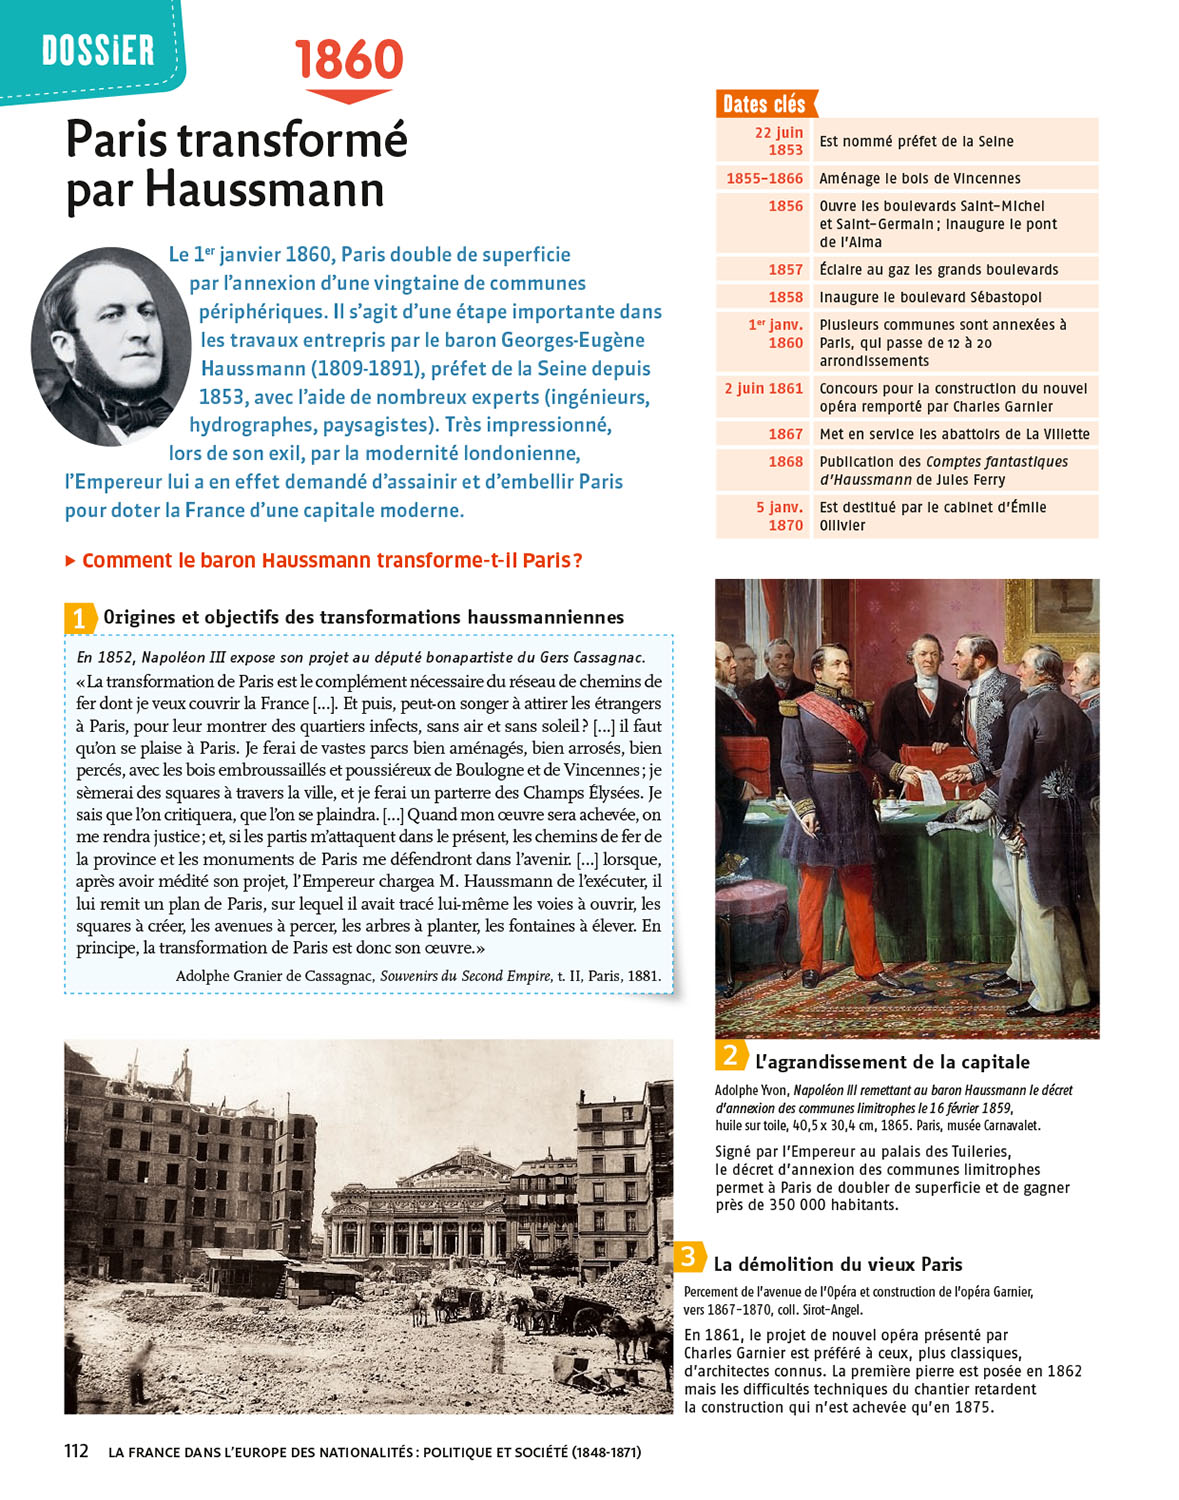 DOSSiER
1860
Paris transformé
par Haussmann
Le 1er janvier 1860, Paris double de superficie
par l'annexion d'une vingtaine de communes
périphériques. Il s'agit d'une étape importante dans
les travaux entrepris par le baron Georges-Eugène
Haussmann (1809-1891), préfet de la Seine depuis
1853, avec l'aide de nombreux experts (ingénieurs,
hydrographes, paysagistes). Très impressionné,
lors de son exil, par la modernité londonienne,
l'Empereur lui a en effet demandé d'assainir et d'embellir Paris
pour doter la France d'une capitale moderne.
▶ Comment le baron Haussmann transforme-t-il Paris ?
Dates clés
22 juin
1853
Est nommé préfet de la Seine
1855-1866 Aménage le bois de Vincennes
1856 Ouvre les boulevards Saint-Michel
et Saint-Germain ; inaugure le pont
de l'Alma
1857 Éclaire au gaz les grands boulevards
1858 Inaugure le boulevard Sébastopol
1er janv. Plusieurs communes sont annexées à
1860 Paris, qui passe de 12 à 20
arrondissements
2 juin 1861 Concours pour la construction du nouvel
opéra remporté par Charles Garnier
1867 Met en service les abattoirs de La Villette
1868 Publication des Comptes fantastiques
d'Haussmann de Jules Ferry
5 janv. Est destitué par le cabinet d'Émile
1870 Ollivier
1 Origines et objectifs des transformations haussmanniennes
En 1852, Napoléon III expose son projet au député bonapartiste du Gers Cassagnac.
«La transformation de Paris est le complément nécessaire du réseau de chemins de
fer dont je veux couvrir la France [...]. Et puis, peut-on songer à attirer les étrangers
à Paris, pour leur montrer des quartiers infects, sans air et sans soleil ? [...] il faut
qu'on se plaise à Paris. Je ferai de vastes parcs bien aménagés, bien arrosés, bien
percés, avec les bois embroussaillés et poussiéreux de Boulogne et de Vincennes ; je
sèmerai des squares à travers la ville, et je ferai un parterre des Champs Élysées. Je
sais que l'on critiquera, que l'on se plaindra. [...] Quand mon œuvre sera achevée, on
me rendra justice ; et, si les partis m'attaquent dans le présent, les chemins de fer de
la province et les monuments de Paris me défendront dans l'avenir. [...] lorsque,
après avoir médité son projet, l'Empereur chargea M. Haussmann de l'exécuter, il
lui remit un plan de Paris, sur lequel il avait tracé lui-même les voies à ouvrir, les
squares à créer, les avenues à percer, les arbres à planter, les fontaines à élever. En
principe, la transformation de Paris est donc son œuvre.»
Adolphe Granier de Cassagnac, Souvenirs du Second Empire, t. II, Paris, 1881.
2 L'agrandissement de la capitale
Adolphe Yvon, Napoléon III remettant au baron Haussmann le décret
d'annexion des communes limitrophes le 16 février 1859,
huile sur toile, 40,5 x 30,4 cm, 1865. Paris, musée Carnavalet.
Signé par l'Empereur au palais des Tuileries,
le décret d'annexion des communes limitrophes
permet à Paris de doubler de superficie et de gagner
près de 350 000 habitants.
3 La démolition du vieux Paris
Percement de l'avenue de l'Opéra et construction de l'opéra Garnier,
vers 1867-1870, coll. Sirot-Angel.
En 1861, le projet de nouvel opéra présenté par
Charles Garnier est préféré à ceux, plus classiques,
d'architectes connus. La première pierre est posée en 1862
mais les difficultés techniques du chantier retardent
la construction qui n'est achevée qu'en 1875.
112 LA FRANCE DANS L'EUROPE DES NATIONALITÉS : POLITIQUE ET SOCIÉTÉ (1848-1871)